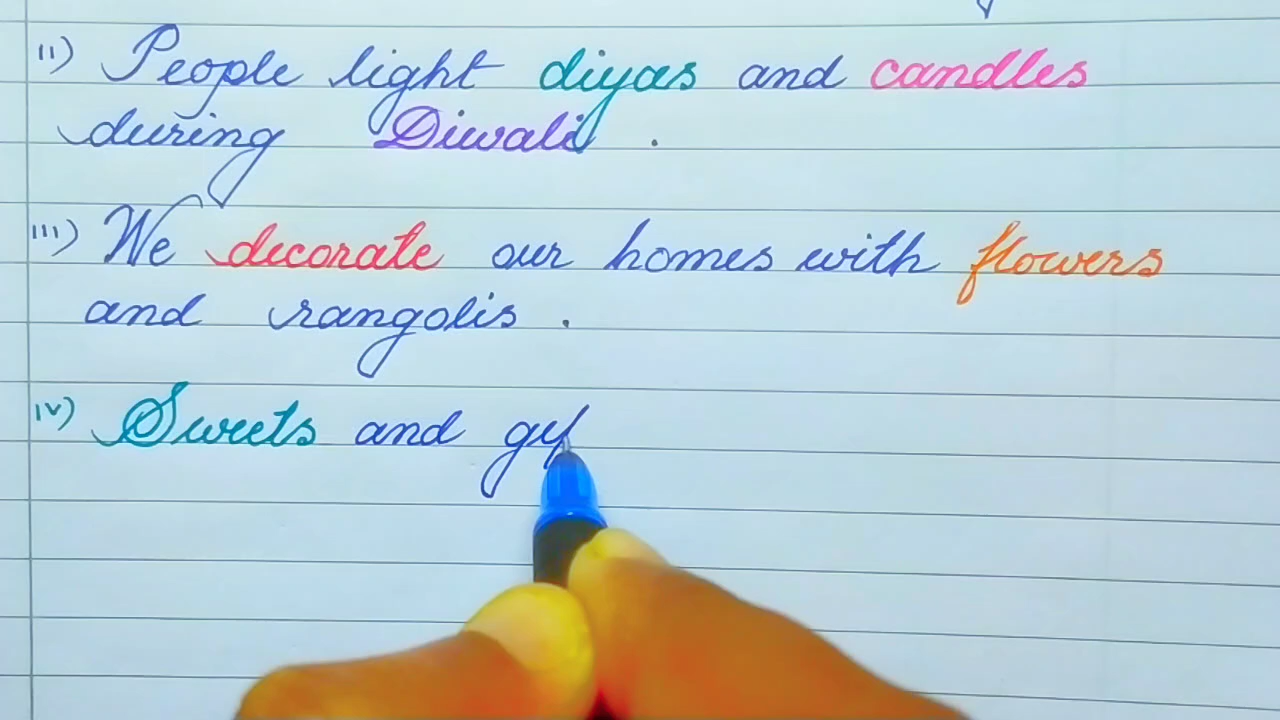 ii) People light diyas and candles
during Diwali .
iii) We decorate our homes with flowers
and rangolis .
iv) Sweets and